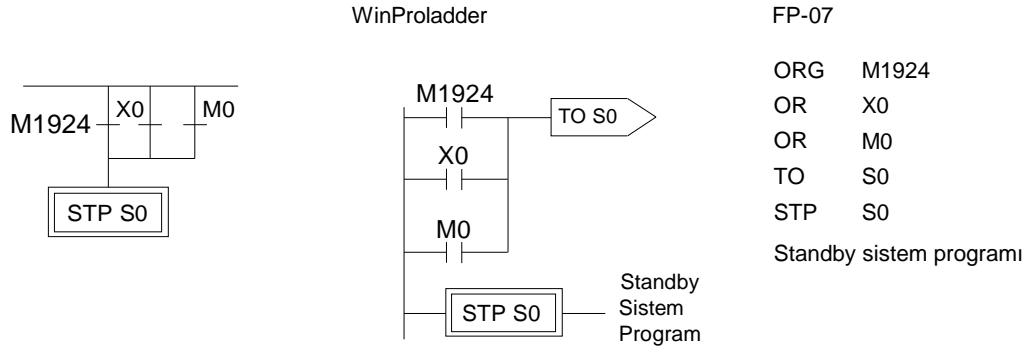 WinProladder
FP-07
M1924
X0
M0
STP S0
M1924
TO S0
X0
M0
STP S0
Standby
Sistem
Program
ORG M1924
OR X0
OR M0
TO S0
STP S0
Standby sistem programı